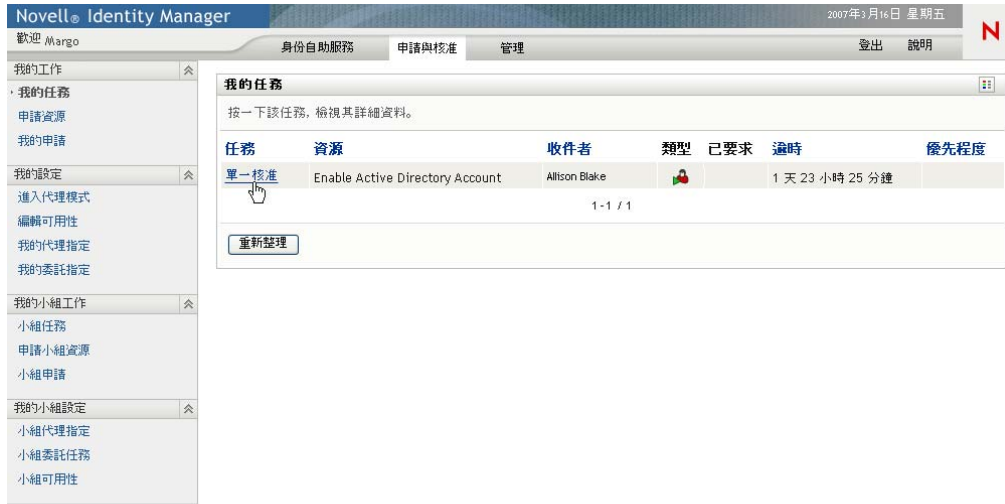 Novell® Identity Manager
2007年3月16日 星期五
歡迎 Margo
身份自助服務 申請與核准 管理 登出 說明
N
我的工作
我的任務
申請資源
我的申請
我的設定
進入代理模式
編輯可用性
我的代理指定
我的委託指定
我的小組工作
小組任務
申請小組資源
小組申請
我的小組設定
小組代理指定
小組委託任務
小組可用性
我的任務
按一下該任務, 檢視其詳細資料。
任務 資源 收件者 類型 已要求 逾時 優先程度
單一核准 Enable Active Directory Account Allison Blake 1 天 23 小時 25 分鐘
1-1 / 1
重新整理